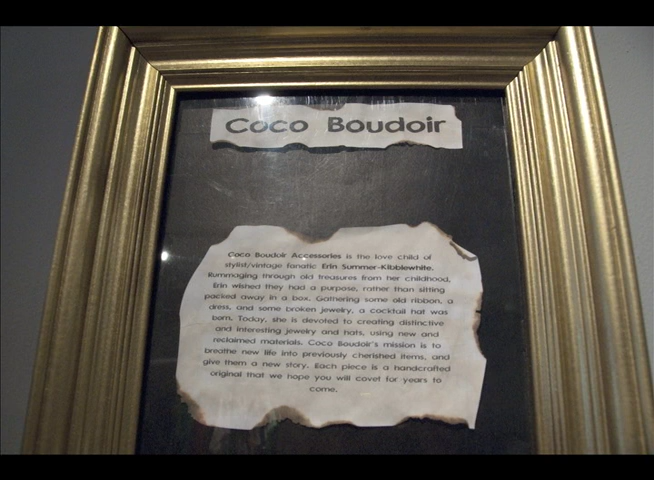 Coco Boudoir
Coco Boudoir Accessories is the love child of
stylist/vintage fanatic Erin Summer-Kibblewhite.
Rummaging through old treasures from her childhood,
Erin wished they had a purpose, rather than sitting
packed away in a box. Gathering some old ribbon, a
dress, and some broken jewelry, a cocktail hat was
born. Today, she is devoted to creating distinctive
and interesting jewelry and hats, using new and
reclaimed materials. Coco Boudoir's mission is to
breathe new life into previously cherished items, and
give them a new story. Each piece is a handcrafted
original that we hope you will covet for years to
come.